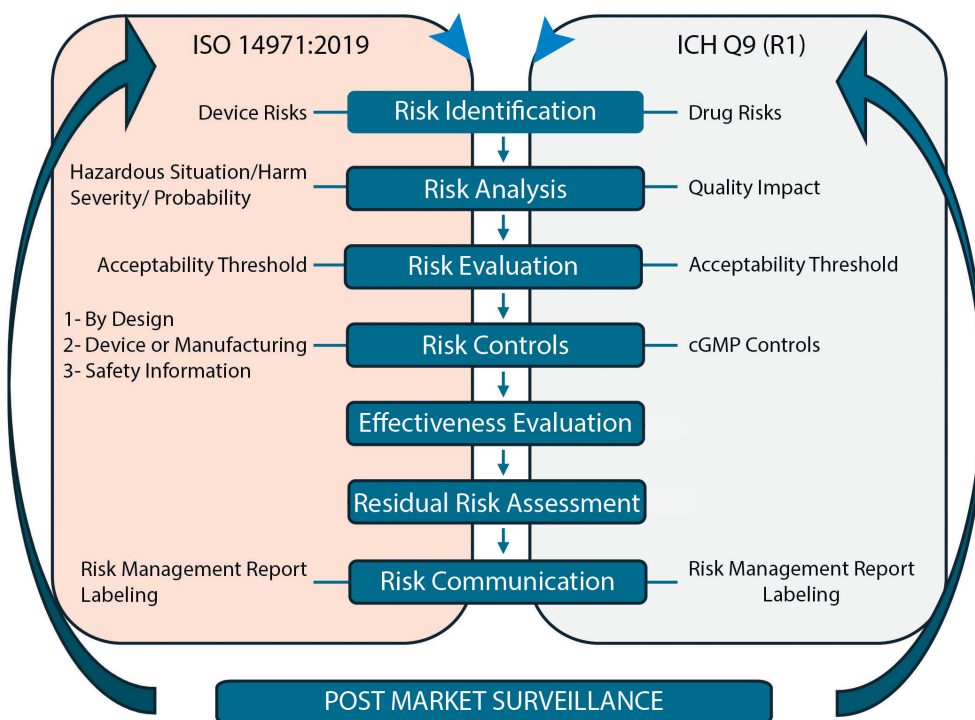 ISO 14971:2019
ICH Q9 (R1)
Device Risks
Risk Identification
Drug Risks
Hazardous Situation/Harm
Severity/ Probability
Risk Analysis
Quality Impact
Acceptability Threshold
Risk Evaluation
Acceptability Threshold
1- By Design
2- Device or Manufacturing
3- Safety Information
Risk Controls
cGMP Controls
Effectiveness Evaluation
Residual Risk Assessment
Risk Management Report
Labeling
Risk Communication
Risk Management Report
Labeling
POST MARKET SURVEILLANCE